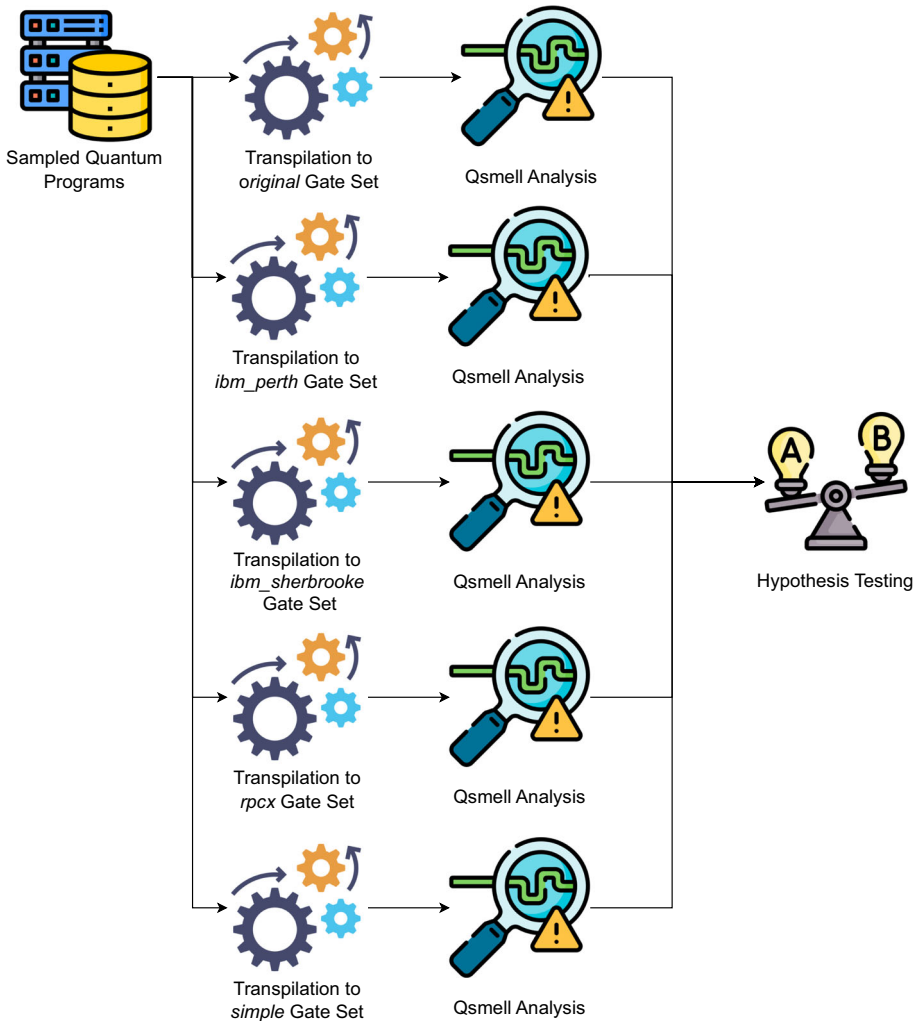 Sampled Quantum
Programs
Transpilation to
original Gate Set
Qsmell Analysis
Transpilation to
ibm_perth Gate Set
Qsmell Analysis
Transpilation to
ibm_sherbrooke
Gate Set
Qsmell Analysis
A
B
Hypothesis Testing
Transpilation to
rpcx Gate Set
Qsmell Analysis
Transpilation to
simple Gate Set
Qsmell Analysis